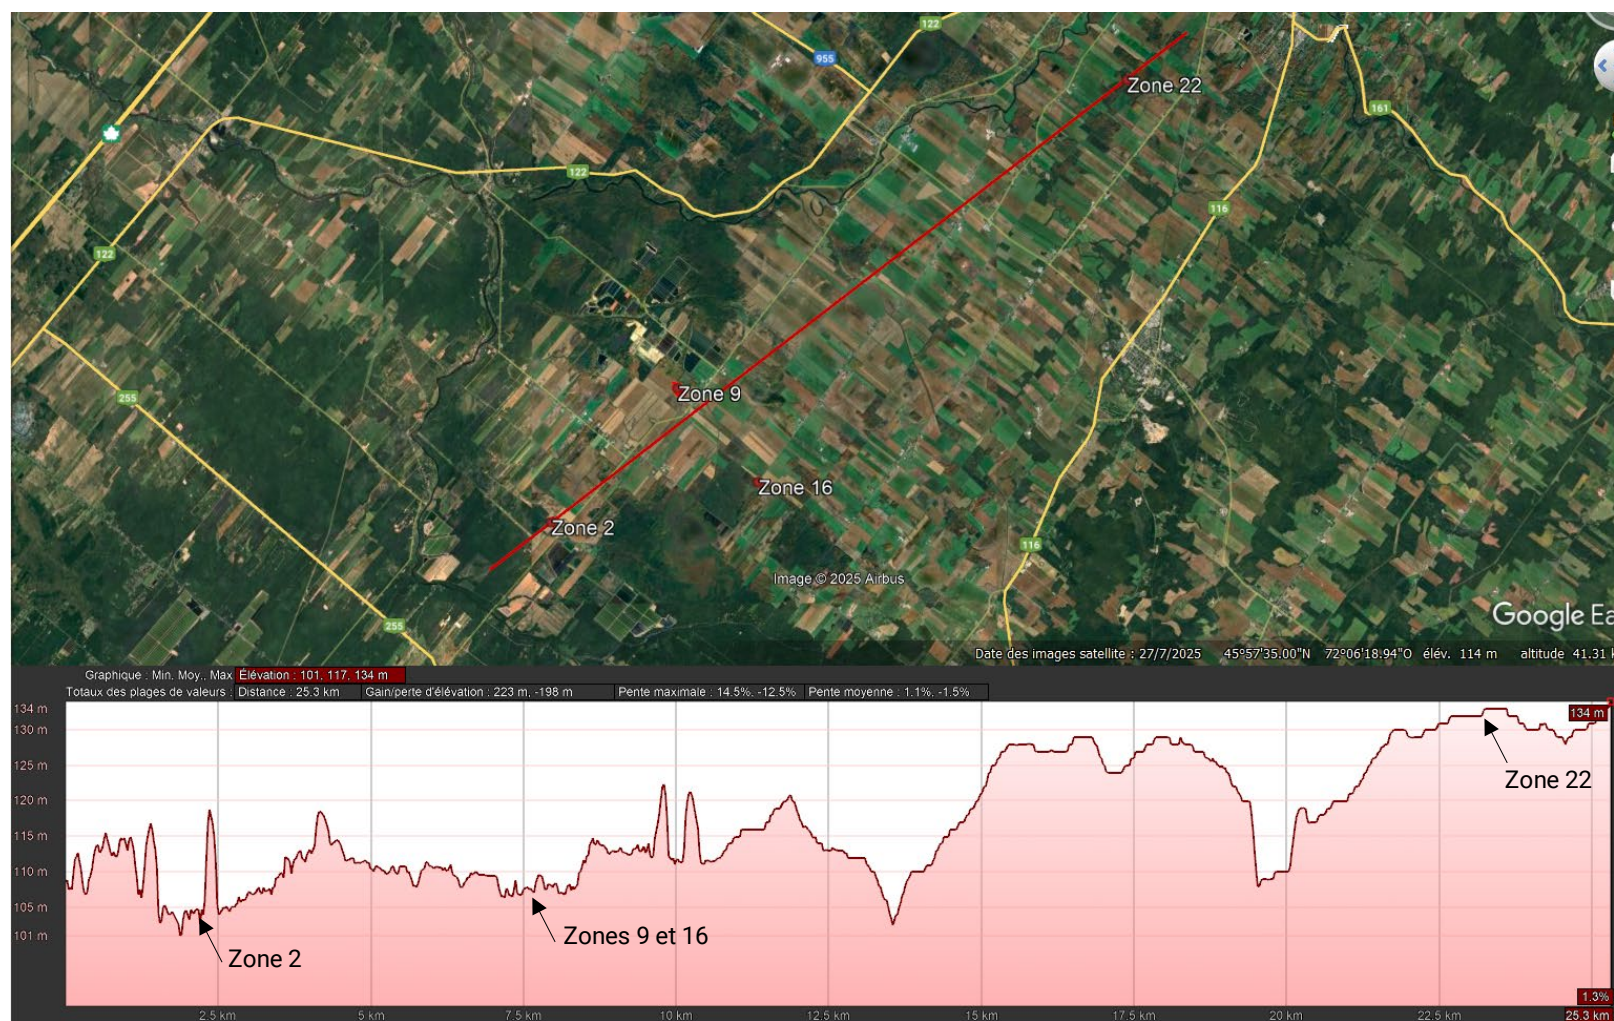 122
955
Zone 22
161
122
116
122
255
Zone 9
Zone 16
Zone 2
116
Image © 2025 Airbus
255
Google Ea
Date des images satellite : 27/7/2025 45°57'35.00"N 72°06'18.94"O élév. 114 m altitude 41.31 k
Graphique : Min. Moy., Max Élévation : 101, 117, 134 m
Totaux des plages de valeurs : Distance : 25.3 km Gain/perte d'élévation : 223 m, -198 m Pente maximale : 14.5%, -12.5% Pente moyenne : 1.1%, -1.5%
134 m
134 m
130 m
125 m
Zone 22
120 m
115 m
110 m
105 m
101 m
Zones 9 et 16
Zone 2
1.3%
2.5 km 5 km 7.5 km 10 km 12.5 km 15 km 17.5 km 20 km 22.5 km 25.3 km